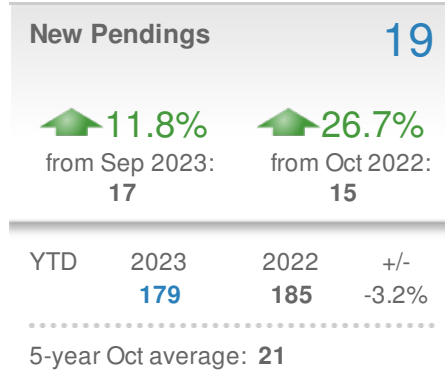 New Pendings 19
11.8% 26.7%
from Sep 2023: from Oct 2022:
17 15
YTD 2023 2022 +/-
179 185 -3.2%
5-year Oct average: 21